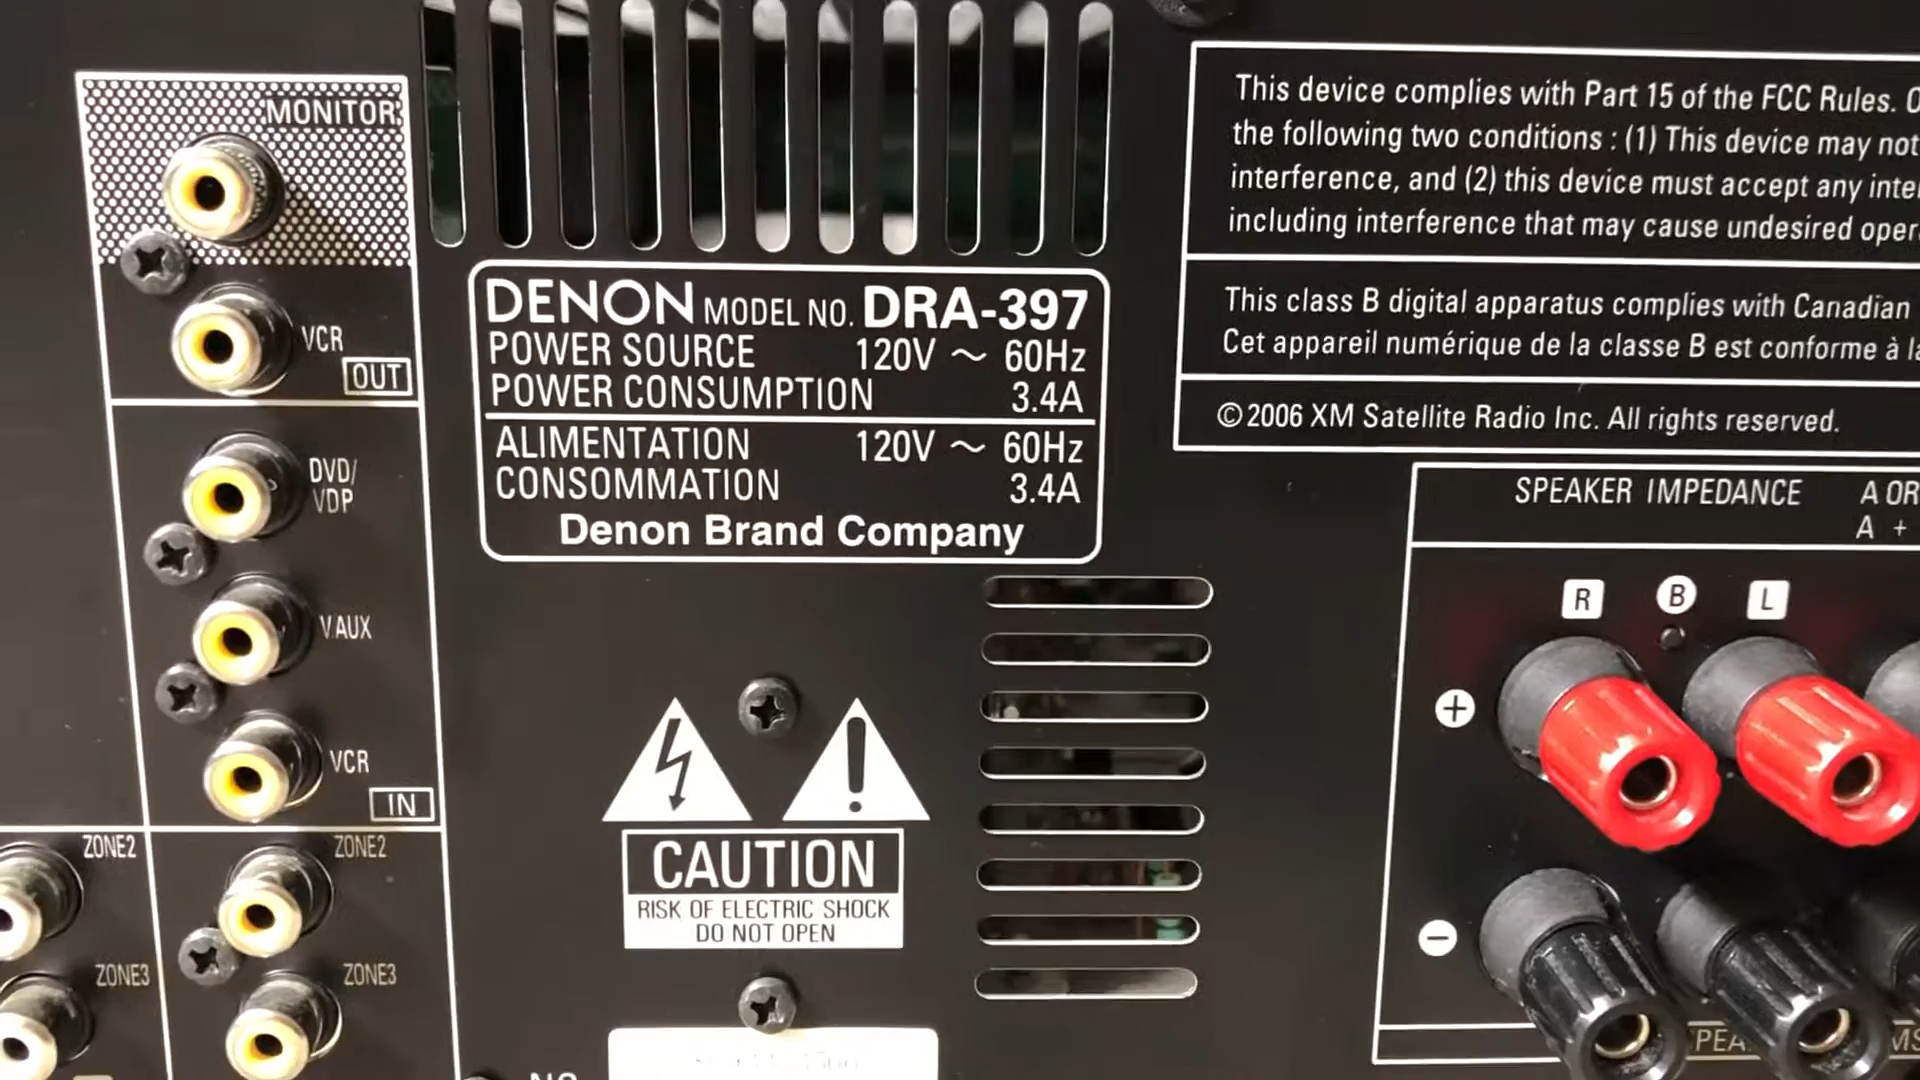 MONITOR
VCR
OUT
DVD/
VDP
V.AUX
VCR
IN
ZONE2
ZONE2
ZONE3
ZONE3
DENON MODEL NO. DRA-397
POWER SOURCE 120V ~ 60Hz
POWER CONSUMPTION 3.4A
ALIMENTATION 120V ~ 60Hz
CONSOMMATION 3.4A
Denon Brand Company
CAUTION
RISK OF ELECTRIC SHOCK
DO NOT OPEN
This device complies with Part 15 of the FCC Rules.
the following two conditions : (1) This device may not
interference, and (2) this device must accept any
including interference that may cause undesired
This class B digital apparatus complies with Canadian
Cet appareil numérique de la classe B est conforme à
©2006 XM Satellite Radio Inc. All rights reserved.
SPEAKER IMPEDANCE A OR
A +
R B L
+
−